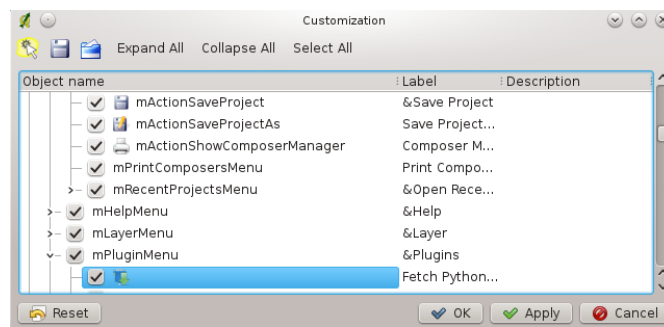 Customization
Expand All Collapse All Select All
Object name Label Description
mActionSaveProject &Save Project
mActionSaveProjectAs Save Project...
mActionShowComposerManager Composer M...
mPrintComposersMenu Print Compo...
mRecentProjectsMenu &Open Rece...
mHelpMenu &Help
mLayerMenu &Layer
mPluginMenu &Plugins
Fetch Python...
Reset OK Apply Cancel